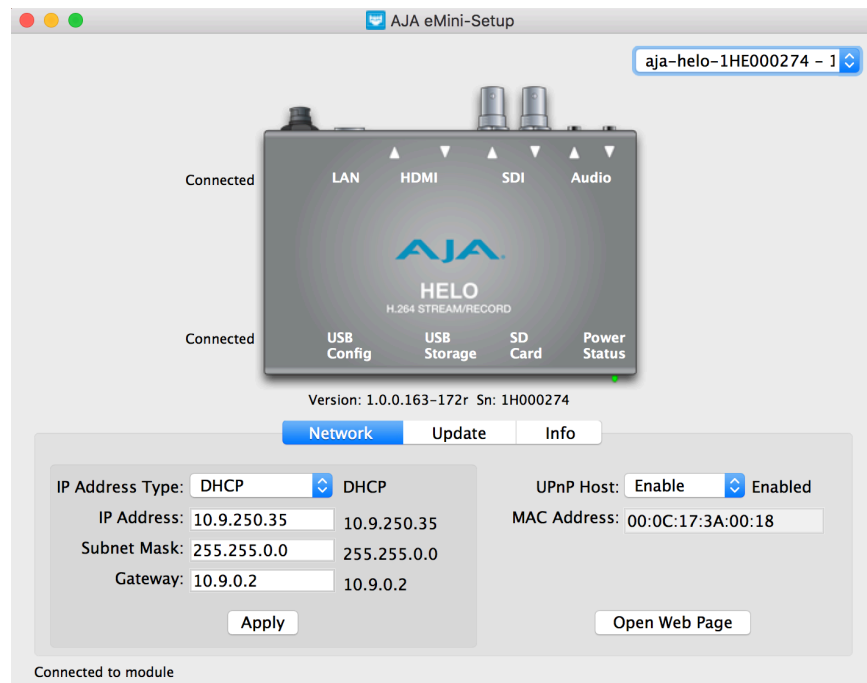 AJA eMini-Setup
aja-helo-1HE000274 – 1
LAN HDMI SDI Audio
Connected
AJA.
HELO
H.264 STREAM/RECORD
Connected
USB Config USB Storage SD Card Power Status
Version: 1.0.0.163-172r Sn: 1H000274
Network Update Info
IP Address Type: DHCP DHCP UPnP Host: Enable Enabled
IP Address: 10.9.250.35 10.9.250.35 MAC Address: 00:0C:17:3A:00:18
Subnet Mask: 255.255.0.0 255.255.0.0
Gateway: 10.9.0.2 10.9.0.2
Apply Open Web Page
Connected to module